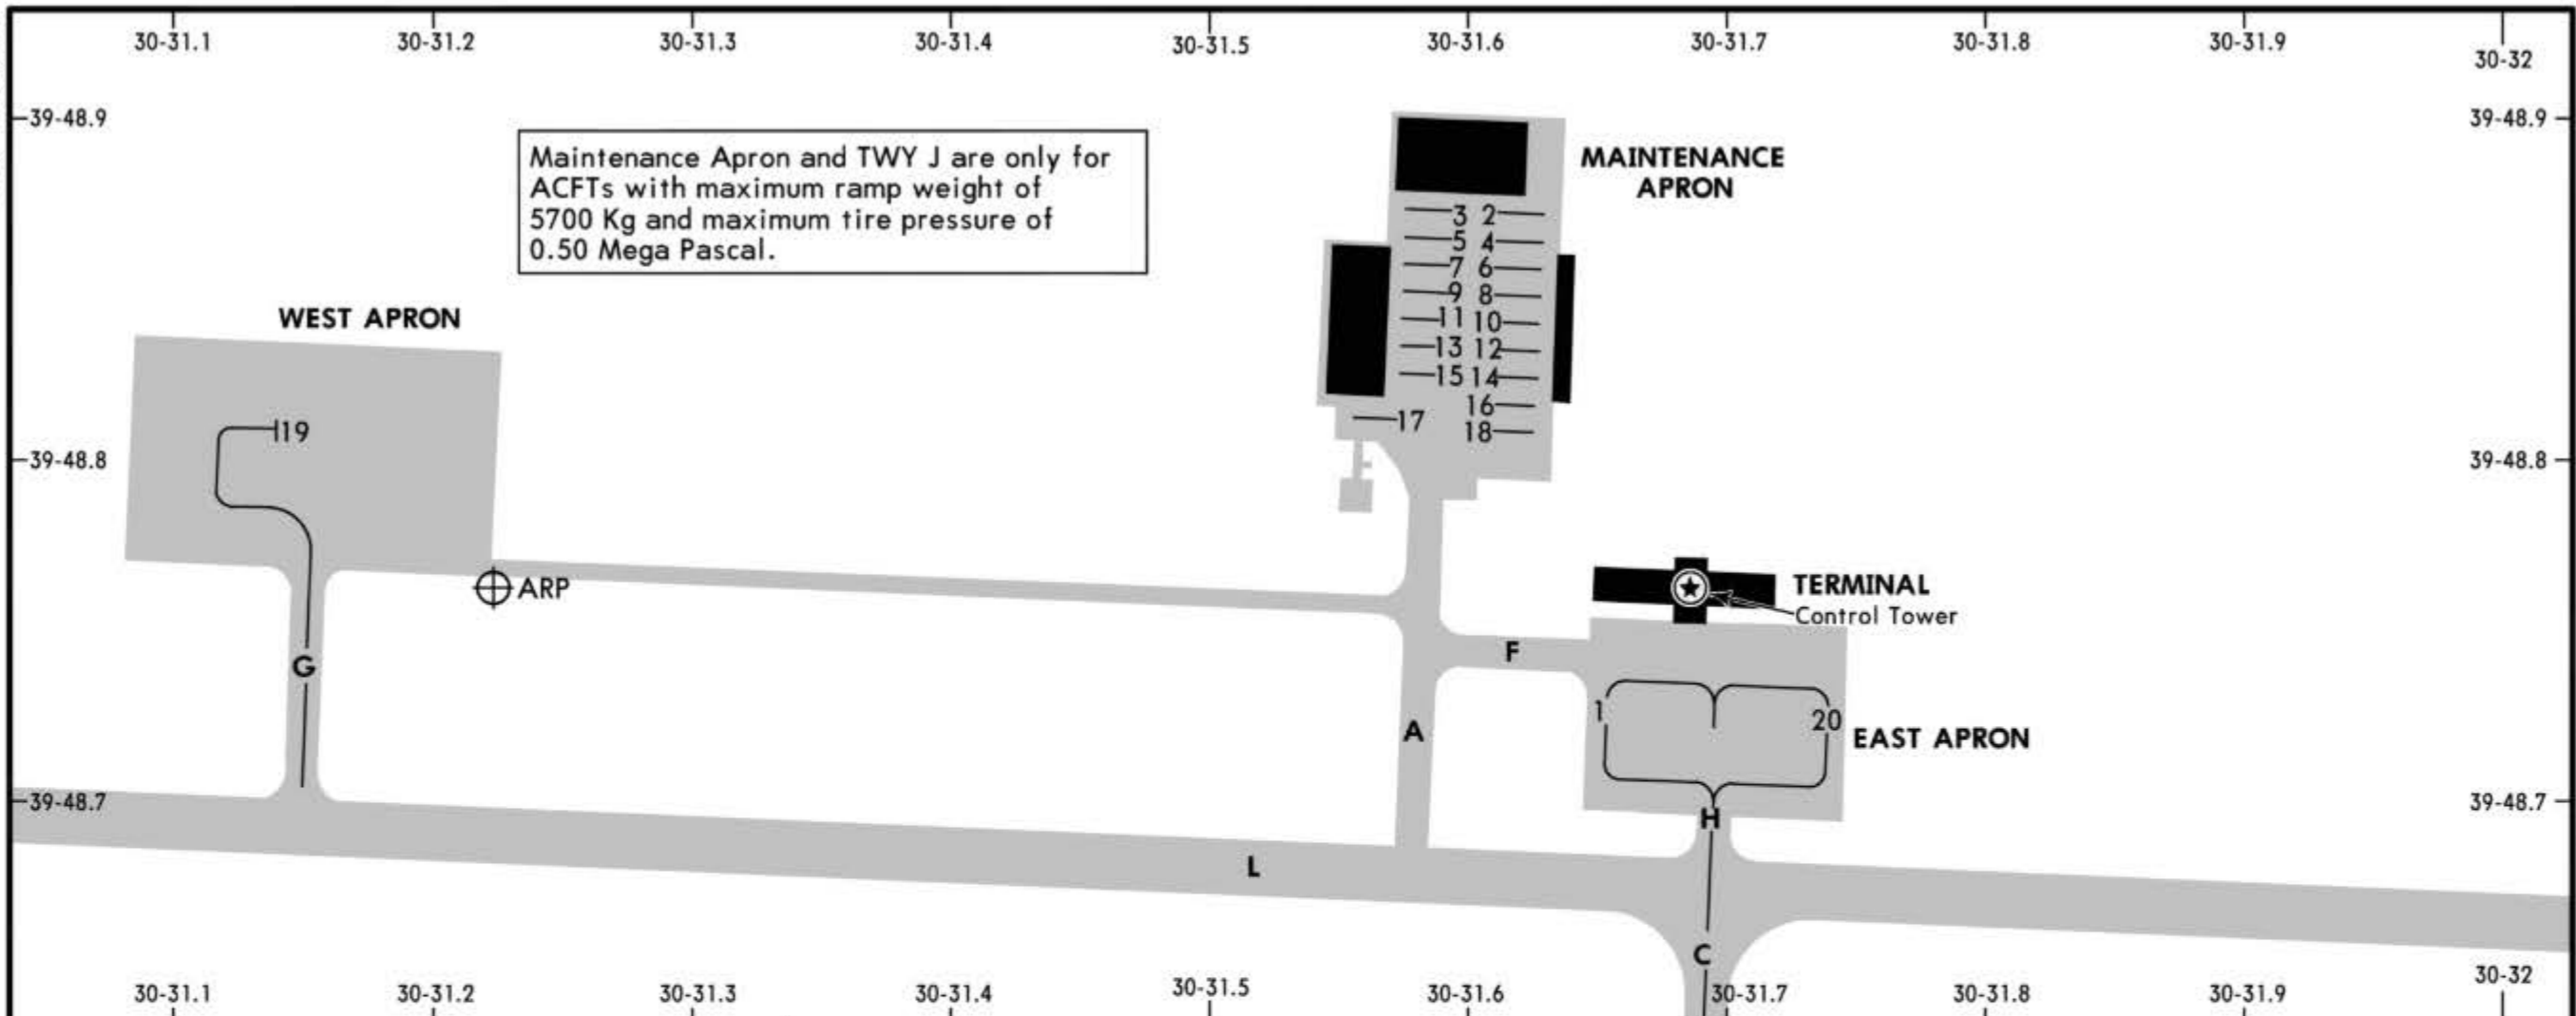 30-31.1 30-31.2 30-31.3 30-31.4 30-31.5 30-31.6 30-31.7 30-31.8 30-31.9 30-32
39-48.9 39-48.9
Maintenance Apron and TWY J are only for
ACFTs with maximum ramp weight of
5700 Kg and maximum tire pressure of
0.50 Mega Pascal.
MAINTENANCE
APRON
3 2
5 4
7 6
9 8
11 10
13 12
15 14
16
17
18
WEST APRON
19
39-48.8 39-48.8
ARP
TERMINAL
Control Tower
G
F
A
1
20
EAST APRON
39-48.7 39-48.7
H
L
C
30-31.1 30-31.2 30-31.3 30-31.4 30-31.5 30-31.6 30-31.7 30-31.8 30-31.9 30-32